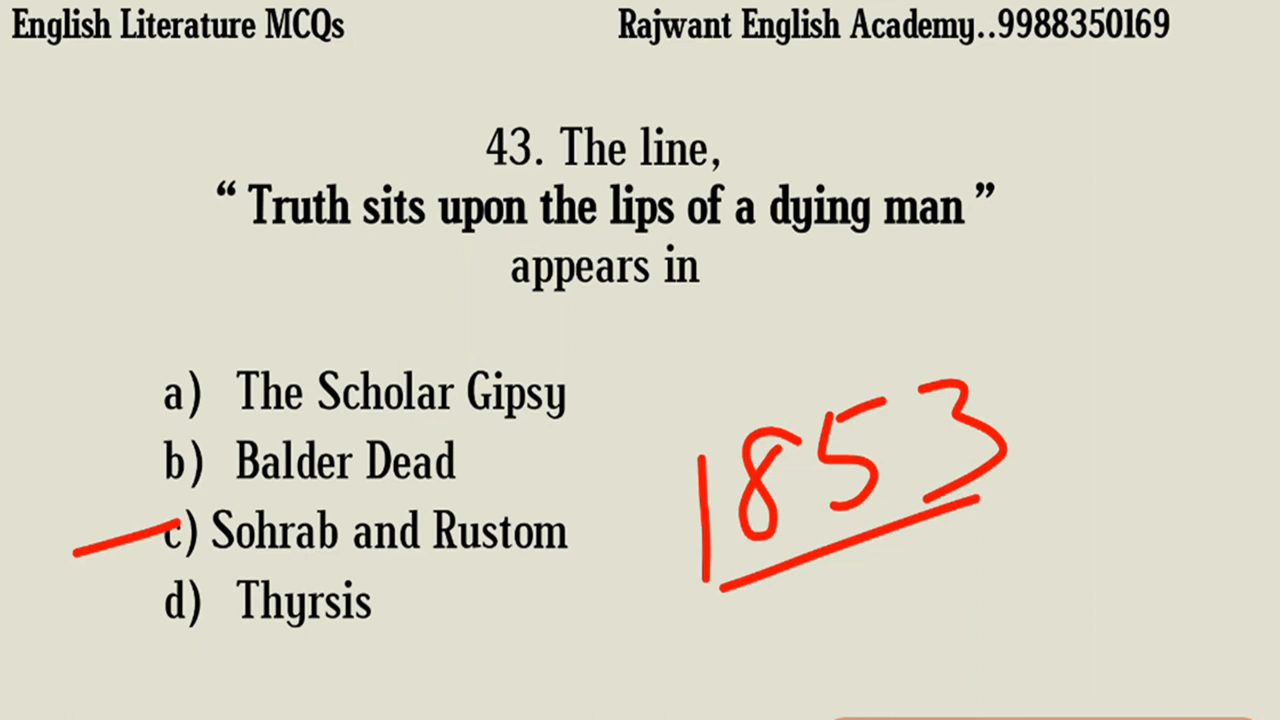 English Literature MCQs
Rajwant English Academy..9988350169
43. The line,
“ Truth sits upon the lips of a dying man ”
appears in
a) The Scholar Gipsy
b) Balder Dead
c) Sohrab and Rustom
d) Thyrsis
1853